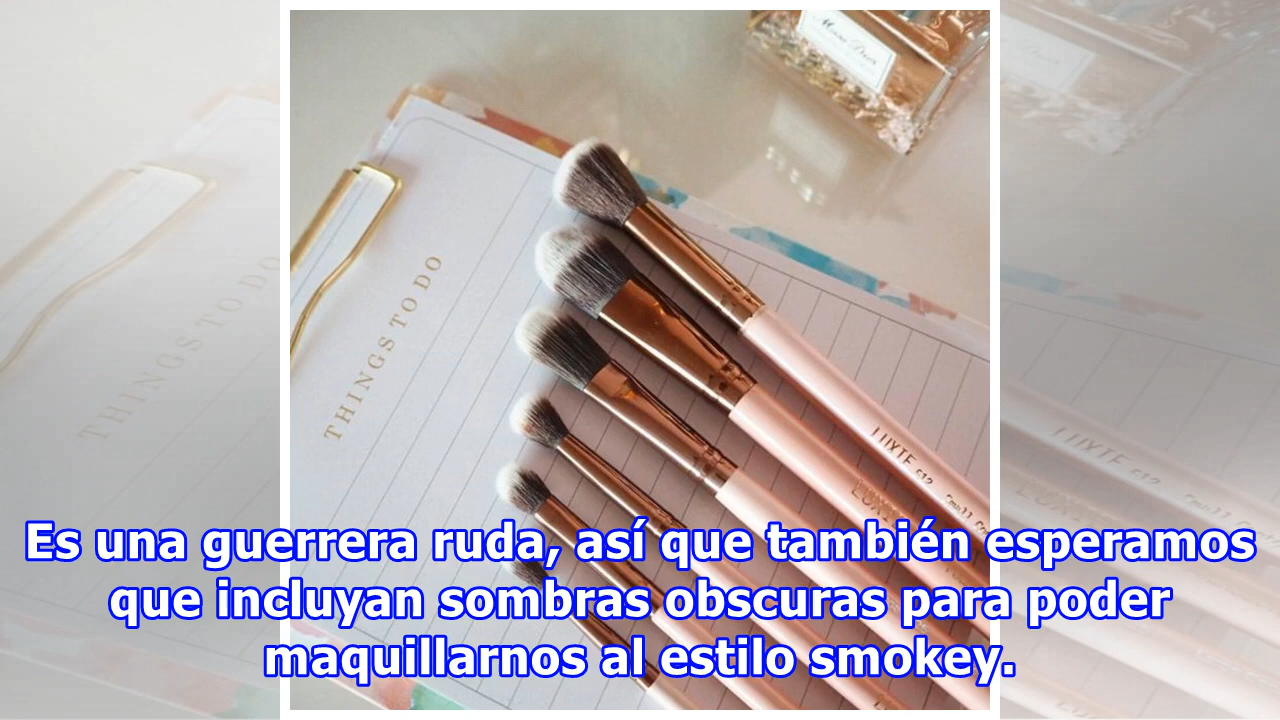 THINGS TO DO
LUXIE 512
Es una guerrera ruda, así que también esperamos
que incluyan sombras obscuras para poder
maquillarnos al estilo smokey.